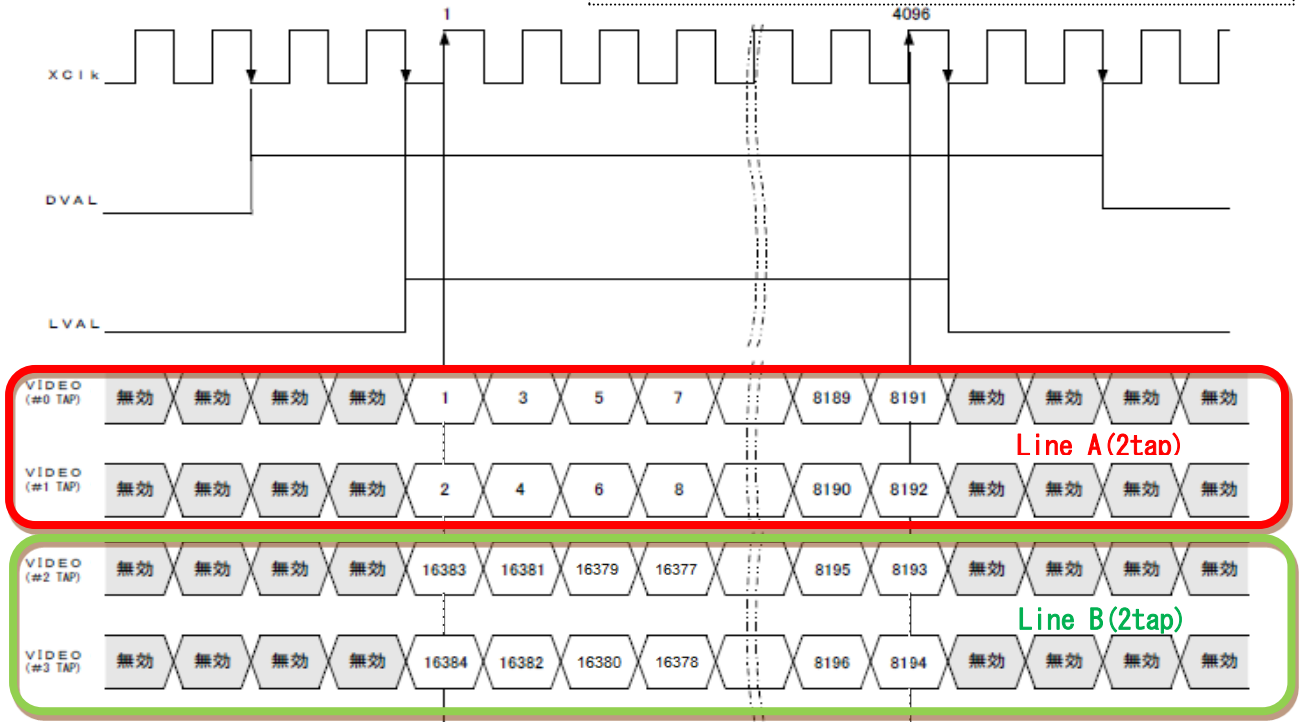 1 4096
XClk
DVAL
LVAL
VIDEO
(#0 TAP)
無効 無効 無効 無効 1 3 5 7 8189 8191 無効 無効 無効 無効
Line A(2tap)
VIDEO
(#1 TAP)
無効 無効 無効 無効 2 4 6 8 8190 8192 無効 無効 無効 無効
VIDEO
(#2 TAP)
無効 無効 無効 無効 16383 16381 16379 16377 8195 8193 無効 無効 無効 無効
Line B(2tap)
VIDEO
(#3 TAP)
無効 無効 無効 無効 16384 16382 16380 16378 8196 8194 無効 無効 無効 無効